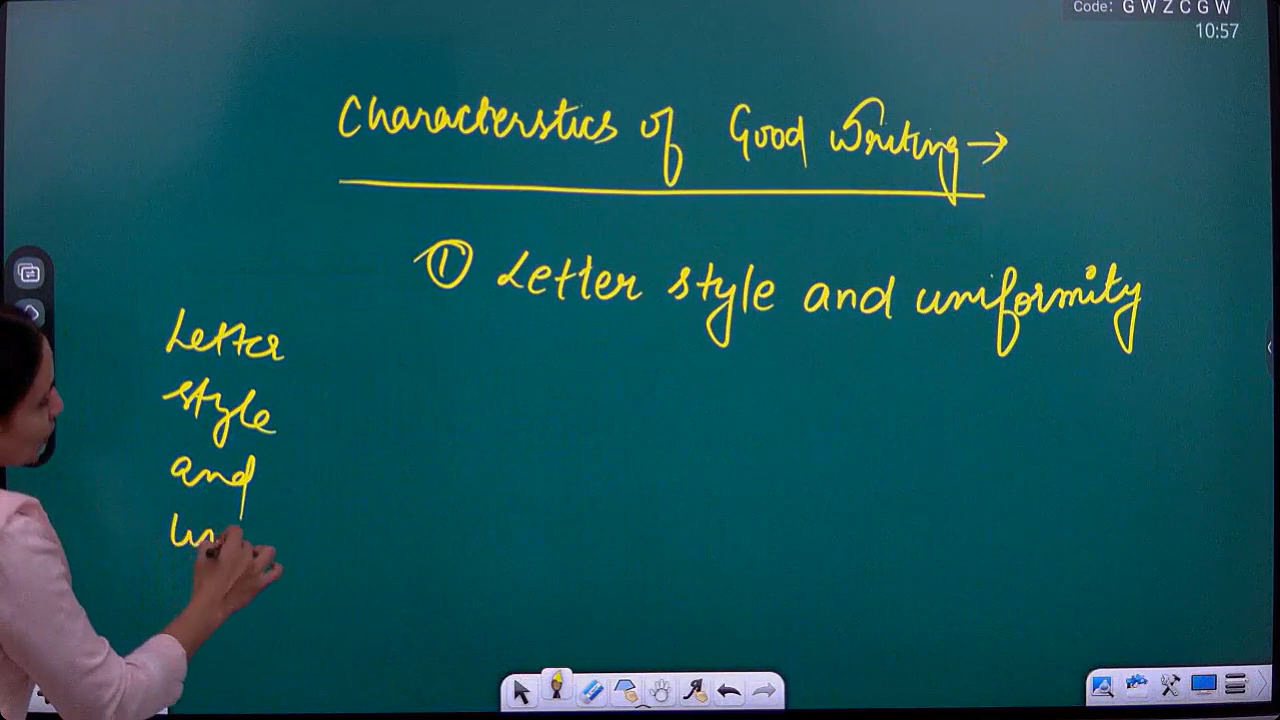 Code: G W Z C G W
10:57
Characterstics of Good Writing →
① Letter style and uniformity
Letter
style
and